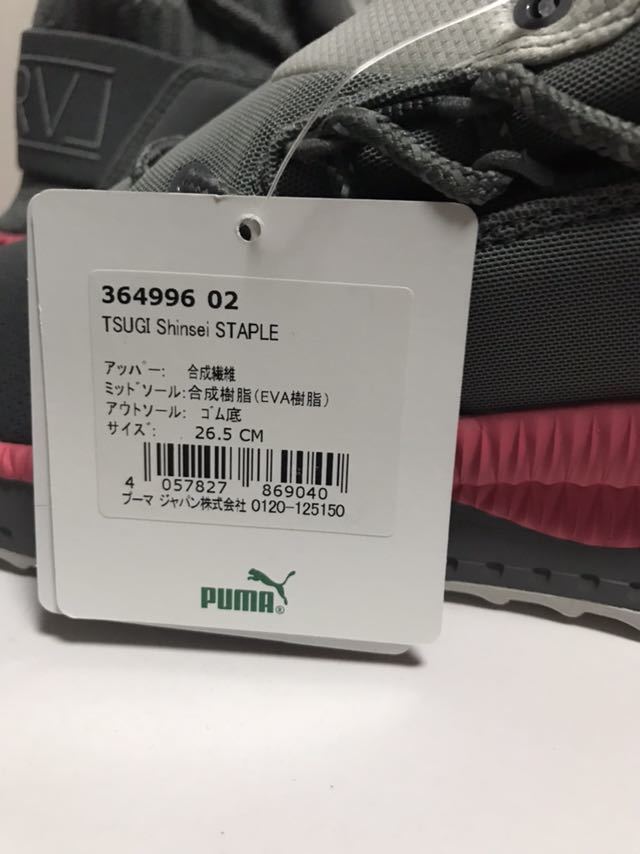 364996 02
TSUGI Shinsei STAPLE
アッパー: 合成繊維
ミッドソール:合成樹脂(EVA樹脂)
アウトソール: ゴム底
サイズ: 26.5 CM
4 057827 869040
プーマ ジャパン株式会社 0120-125150
PUMA®